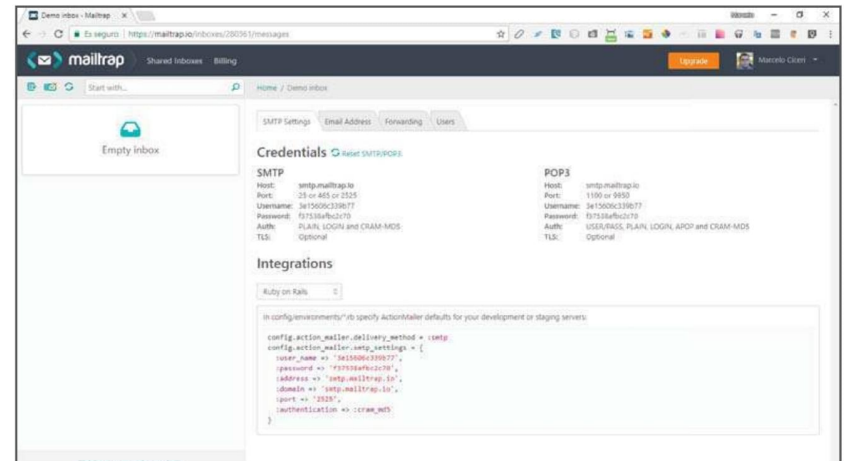 Demo inbox - Mailtrap
Es seguro | https://mailtrap.io/inboxes/280361/messages
mailtrap Shared Inboxes Billing Upgrade Marcelo Ciceri
Start with... Home / Demo inbox
Empty inbox
SMTP Settings Email Address Forwarding Users
Credentials Reset SMTP/POP3
SMTP POP3
Host: smtp.mailtrap.io Host: smtp.mailtrap.io
Port: 25 or 465 or 2525 Port: 1100 or 9950
Username: 3e15606c339b77 Username: 3e15606c339b77
Password: f37538afbc2c70 Password: f37538afbc2c70
Auth: PLAIN, LOGIN and CRAM-MD5 Auth: USER/PASS, PLAIN, LOGIN, APOP and CRAM-MD5
TLS: Optional TLS: Optional
Integrations
Ruby on Rails
In config/environments/*.rb specify ActionMailer defaults for your development or staging servers:
config.action_mailer.delivery_method = :smtp
config.action_mailer.smtp_settings = {
:user_name => '3e15606c339b77',
:password => 'f37538afbc2c70',
:address => 'smtp.mailtrap.io',
:domain => 'smtp.mailtrap.io',
:port => '2525',
:authentication => :cram_md5
}